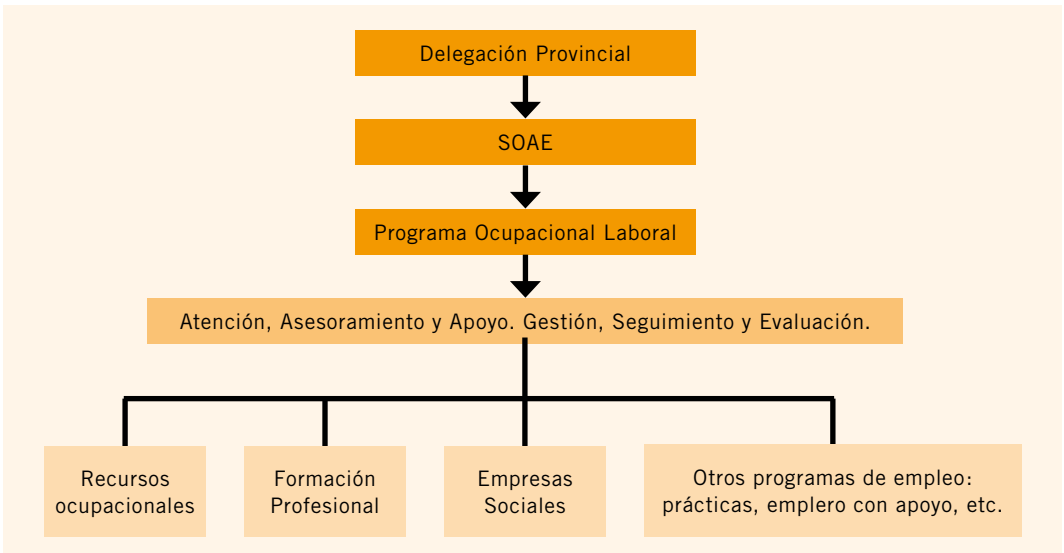 Delegación Provincial
SOAE
Programa Ocupacional Laboral
Atención, Asesoramiento y Apoyo. Gestión, Seguimiento y Evaluación.
Recursos
ocupacionales
Formación
Profesional
Empresas
Sociales
Otros programas de empleo:
prácticas, emplero con apoyo, etc.